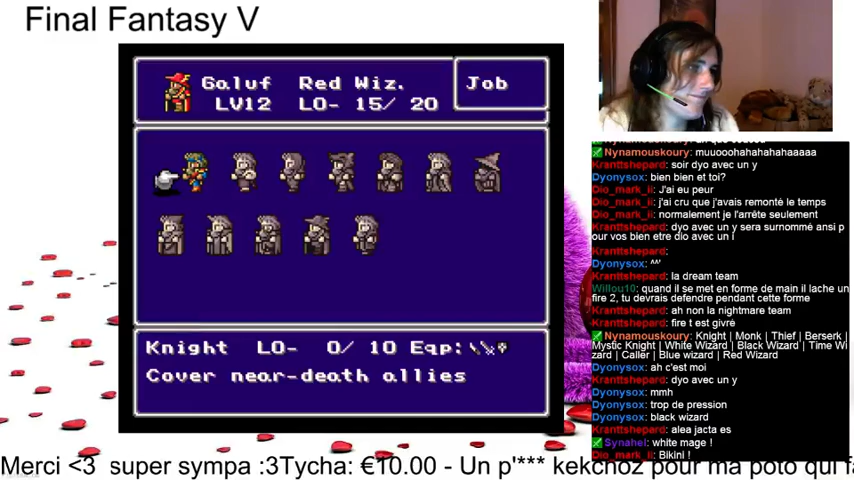 Final Fantasy V
Galuf Red Wiz.
LV12 LO- 15/ 20
Job
Knight LO- 0/ 10 Eqp:
Cover near-death allies
Nynamouskoury: muuooohahahahahaaaaa
Kranttshepard: soir dyo avec un y
Dyonysox: bien bien et toi?
Dio_mark_ii: J'ai eu peur
Dio_mark_ii: j'ai cru que j'avais remonté le temps
Dio_mark_ii: normalement je l'arrête seulement
Kranttshepard: dyo avec un y sera surnommé ansi p
our vos bien etre dio avec un i
Kranttshepard:
Dyonysox: ^^'
Kranttshepard: la dream team
Willou10: quand il se met en forme de main il lache un
fire 2, tu devrais defendre pendant cette forme
Kranttshepard: ah non la nightmare team
Kranttshepard: fire t est givré
Nynamouskoury: Knight | Monk | Thief | Berserk |
Mystic Knight | White Wizard | Black Wizard | Time Wi
zard | Caller | Blue wizard | Red Wizard
Dyonysox: ah c'est moi
Kranttshepard: dyo avec un y
Dyonysox: mmh
Dyonysox: trop de pression
Dyonysox: black wizard
Kranttshepard: alea jacta es
Synahel: white mage !
Dio_mark_ii: Bikini !
Merci <3 super sympa :3Tycha: €10.00 - Un p'*** kekchoz pour ma poto qui fa